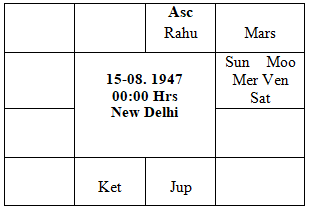 Asc
Rahu
Mars
Sun Moo
Mer Ven
Sat
15-08. 1947
00:00 Hrs
New Delhi
Ket
Jup